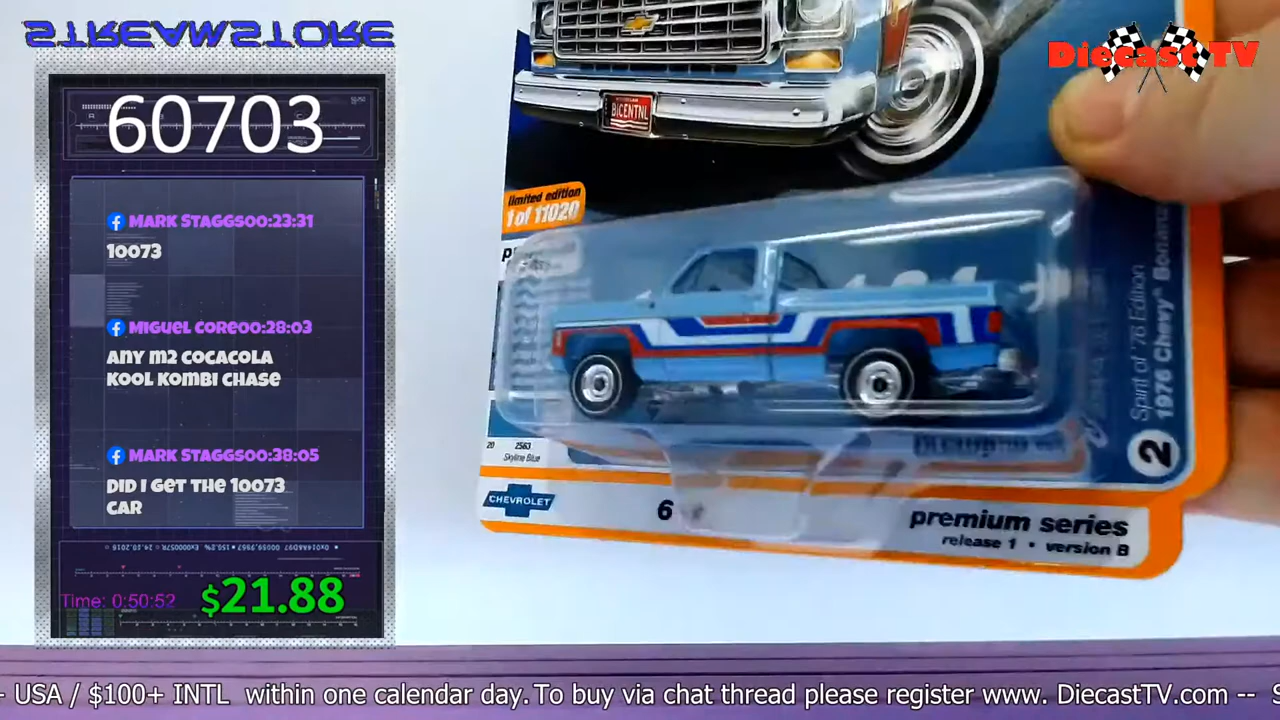 STREAMSTORE
60703
MARK STAGGS00:23:31
10073
MIGUEL CORE00:28:03
ANY M2 COCACOLA
KOOL KOMBI CHASE
MARK STAGGS00:38:05
DID I GET THE 10073
CAR
Time: 0:50:52
$21.88
Diecast TV
BICENTNL
limited edition
1 of 11020
20
2563
Skyline Blue
Spirit of '76 Edition
1976 Chevy® Bonanza
2
CHEVROLET
6
premium series
release 1 • version B
USA / $100+ INTL within one calendar day. To buy via chat thread please register www. DiecastTV.com --